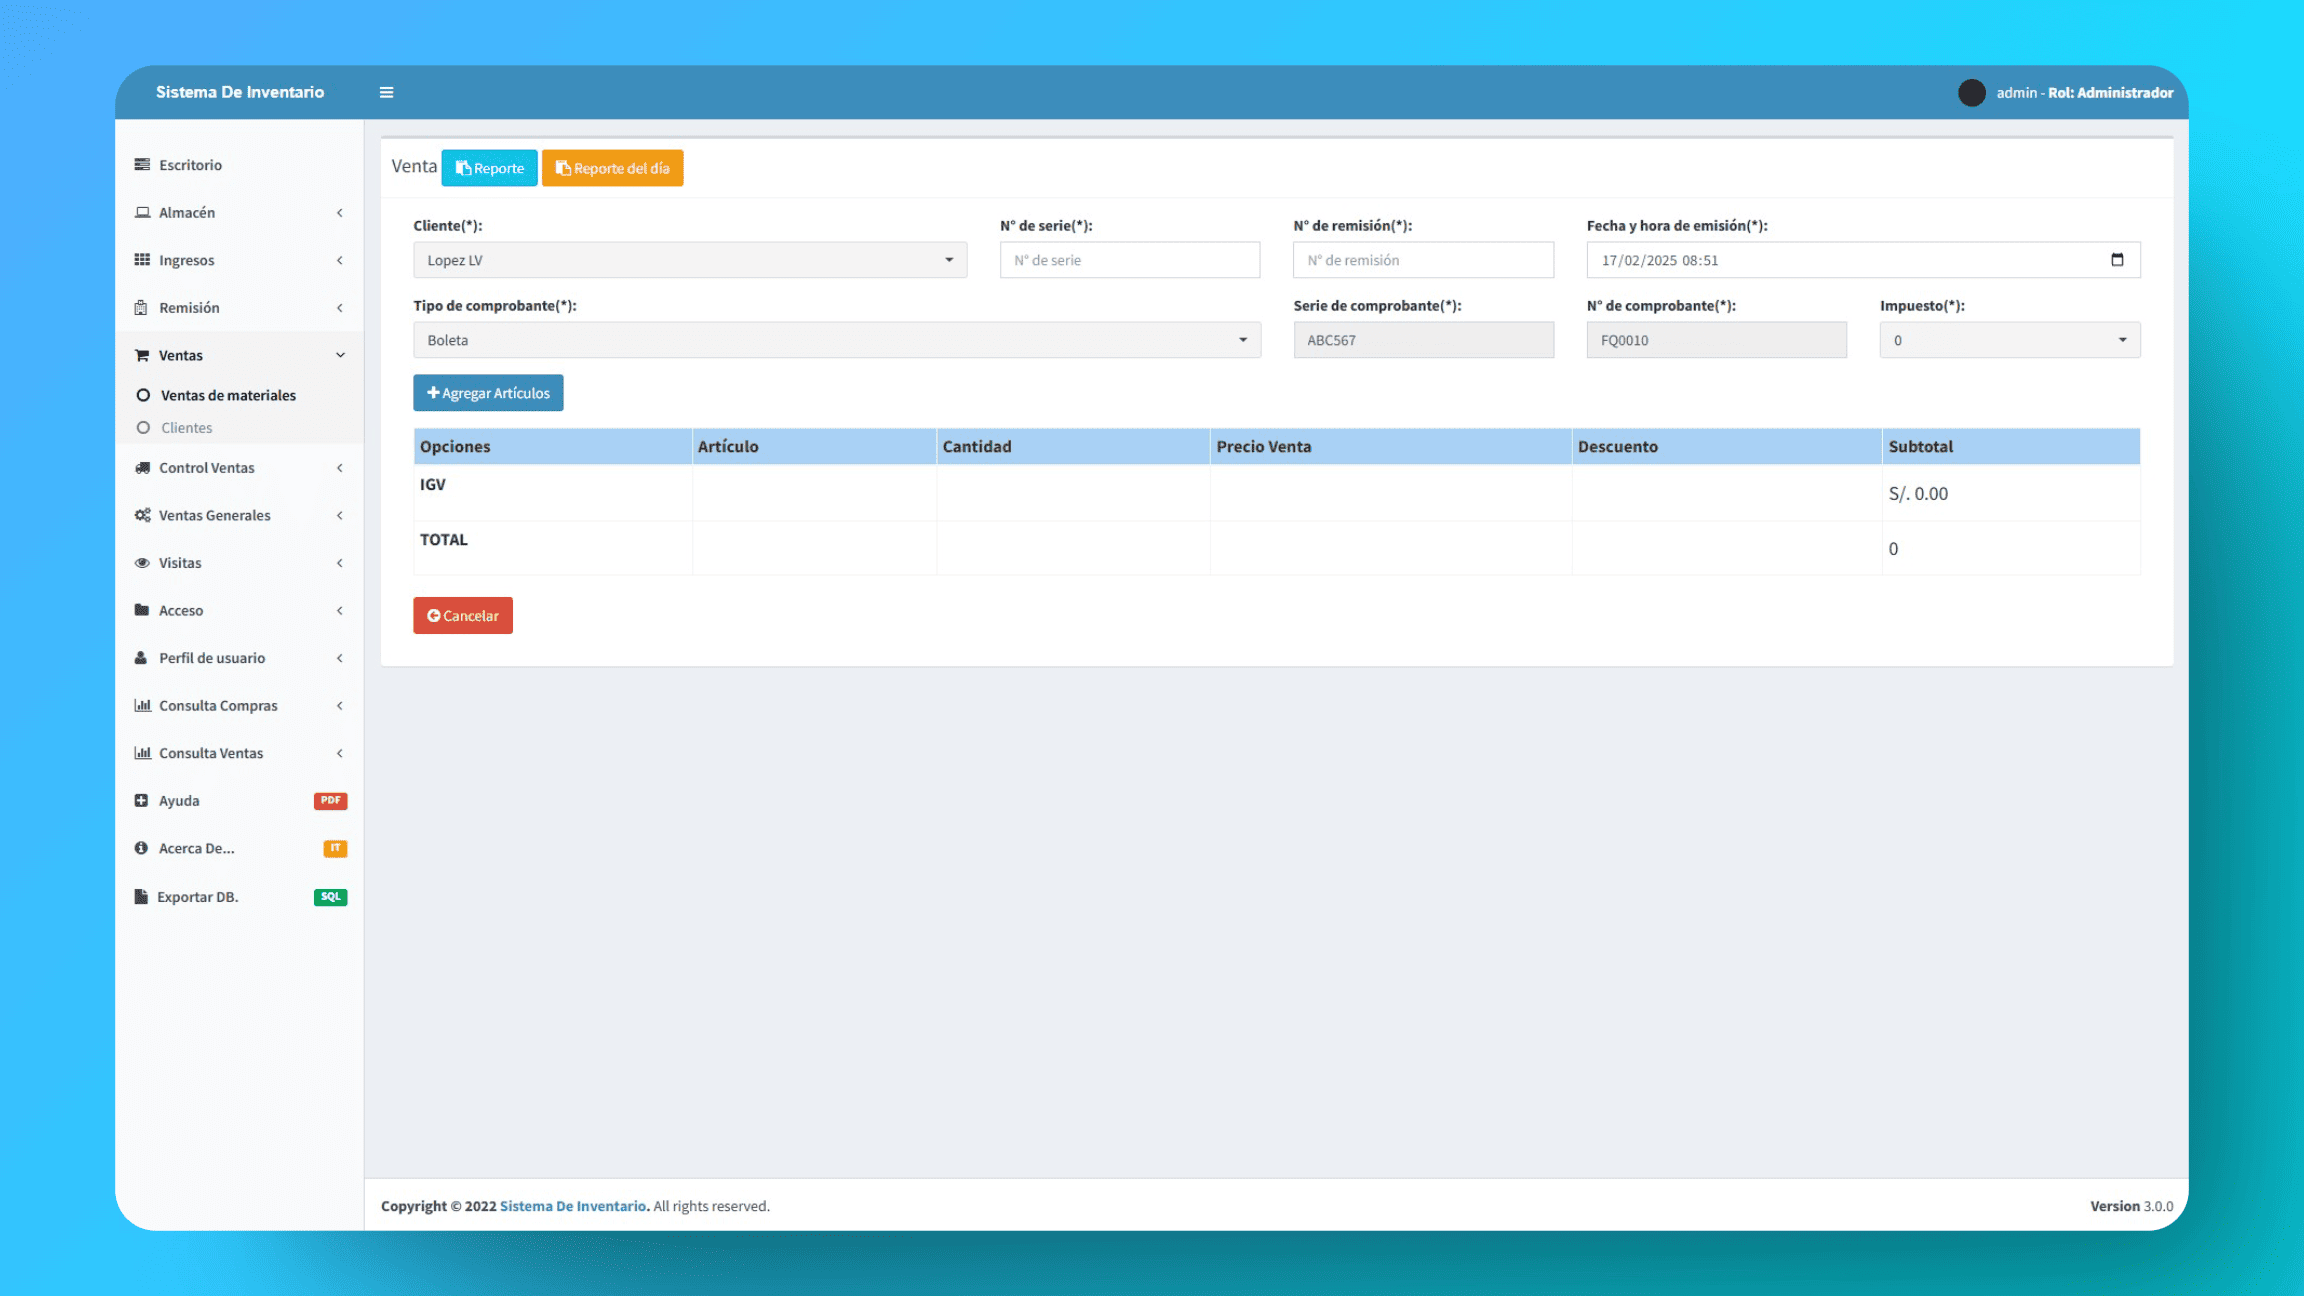 Sistema De Inventario
admin - Rol: Administrador
Escritorio
Almacén
Ingresos
Remisión
Ventas
Ventas de materiales
Clientes
Control Ventas
Ventas Generales
Visitas
Acceso
Perfil de usuario
Consulta Compras
Consulta Ventas
Ayuda PDF
Acerca De... IT
Exportar DB. SQL
Venta Reporte Reporte del día
Cliente(*): N° de serie(*): N° de remisión(*): Fecha y hora de emisión(*):
Lopez LV N° de serie N° de remisión 17/02/2025 08:51
Tipo de comprobante(*): Serie de comprobante(*): N° de comprobante(*): Impuesto(*):
Boleta ABC567 FQ0010 0
Agregar Artículos
Opciones Artículo Cantidad Precio Venta Descuento Subtotal
IGV S/. 0.00
TOTAL 0
Cancelar
Copyright © 2022 Sistema De Inventario. All rights reserved. Version 3.0.0